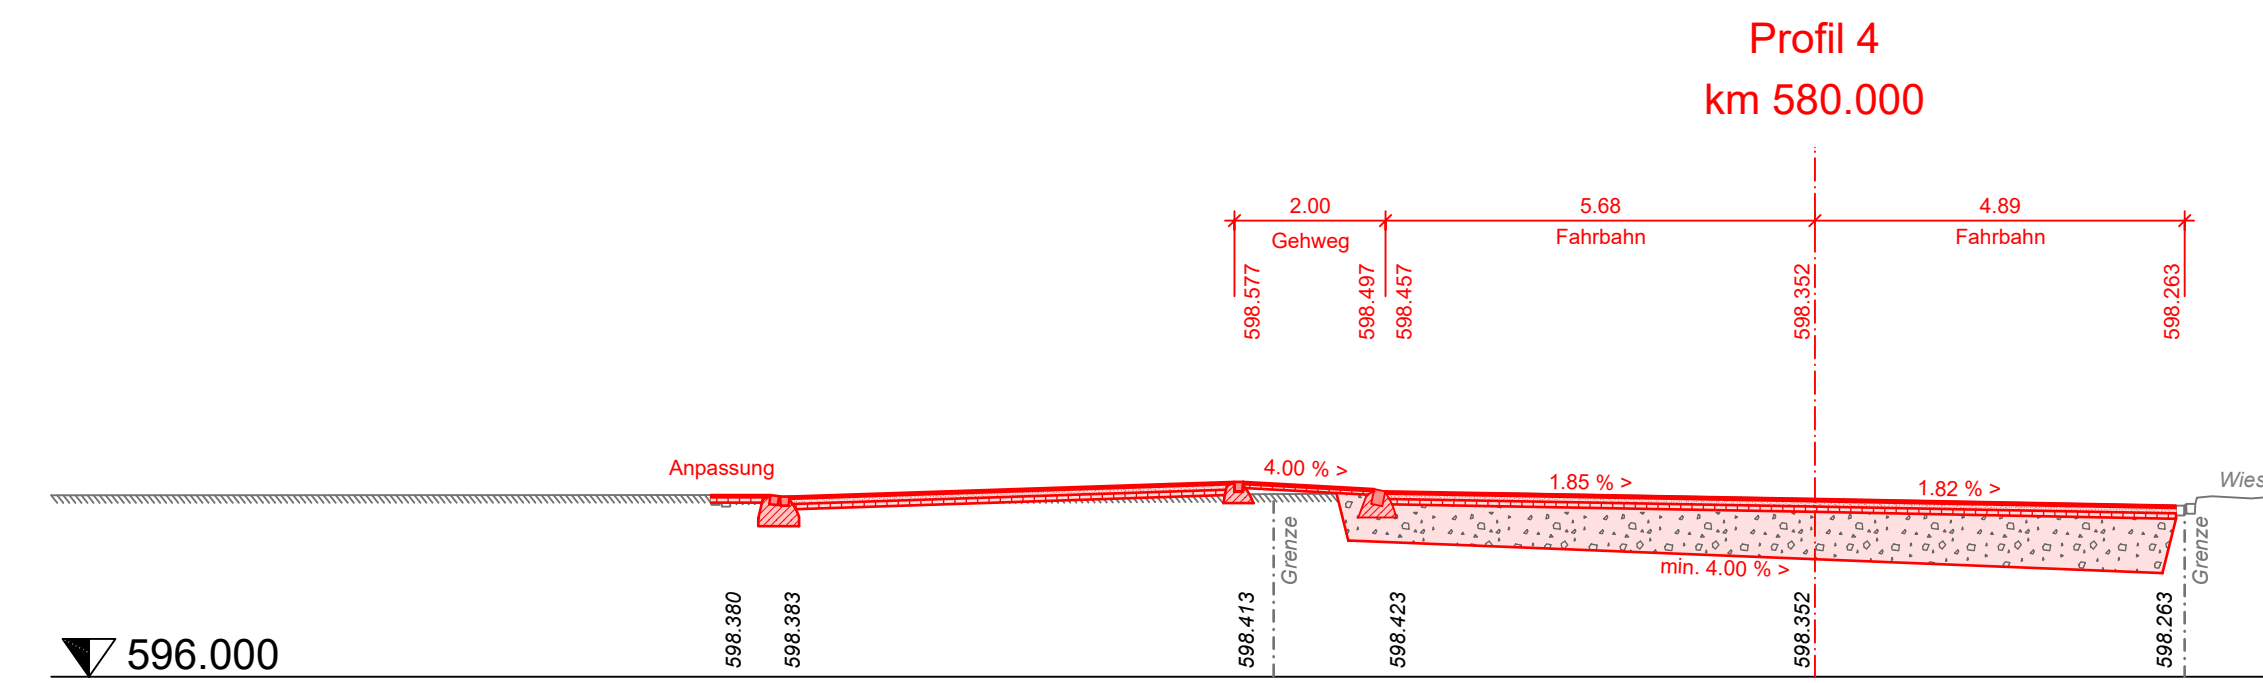 Profil 4
km 580.000
2.00
5.68
4.89
Gehweg
Fahrbahn
Fahrbahn
598.577
598.497
598.457
598.352
598.263
Anpassung
4.00 % >
1.85 % >
1.82 % >
Wies
Grenze
Grenze
min. 4.00 % >
598.380
598.383
598.413
598.423
598.352
598.263
596.000